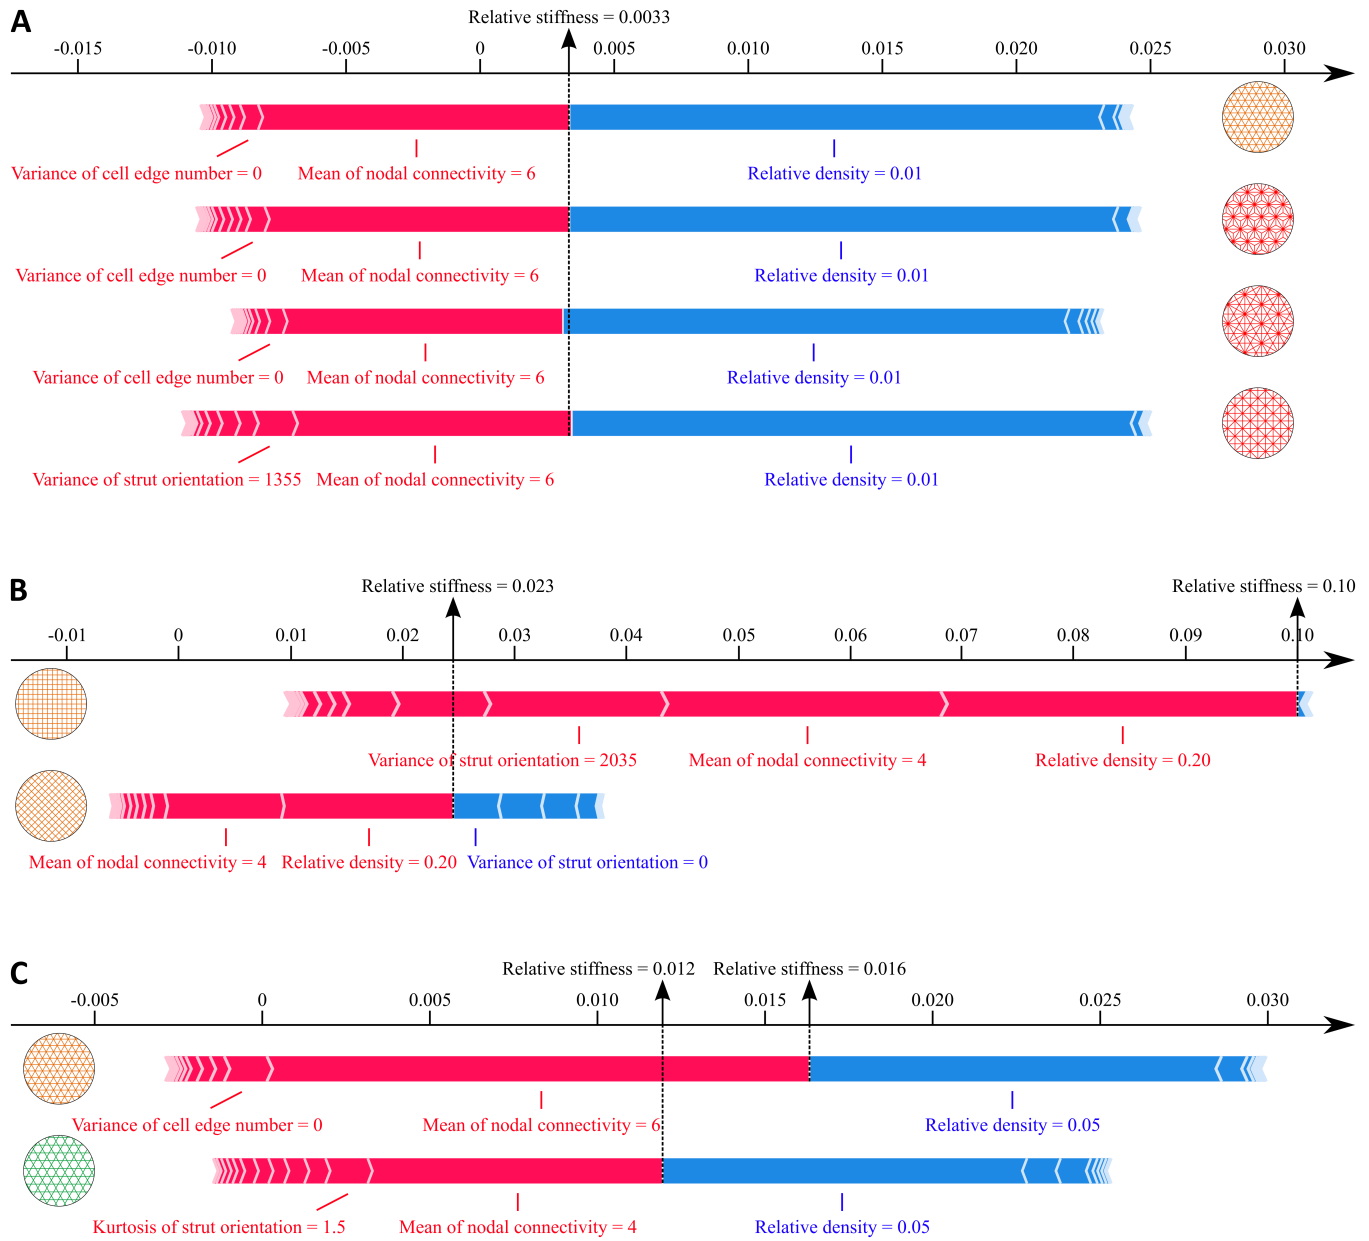 A
Relative stiffness = 0.0033
-0.015 -0.010 -0.005 0 0.005 0.010 0.015 0.020 0.025 0.030
Variance of cell edge number = 0 Mean of nodal connectivity = 6 Relative density = 0.01
Variance of cell edge number = 0 Mean of nodal connectivity = 6 Relative density = 0.01
Variance of cell edge number = 0 Mean of nodal connectivity = 6 Relative density = 0.01
Variance of strut orientation = 1355 Mean of nodal connectivity = 6 Relative density = 0.01
B
Relative stiffness = 0.023 Relative stiffness = 0.10
-0.01 0 0.01 0.02 0.03 0.04 0.05 0.06 0.07 0.08 0.09 0.10
Variance of strut orientation = 2035 Mean of nodal connectivity = 4 Relative density = 0.20
Mean of nodal connectivity = 4 Relative density = 0.20 Variance of strut orientation = 0
C
Relative stiffness = 0.012 Relative stiffness = 0.016
-0.005 0 0.005 0.010 0.015 0.020 0.025 0.030
Variance of cell edge number = 0 Mean of nodal connectivity = 6 Relative density = 0.05
Kurtosis of strut orientation = 1.5 Mean of nodal connectivity = 4 Relative density = 0.05